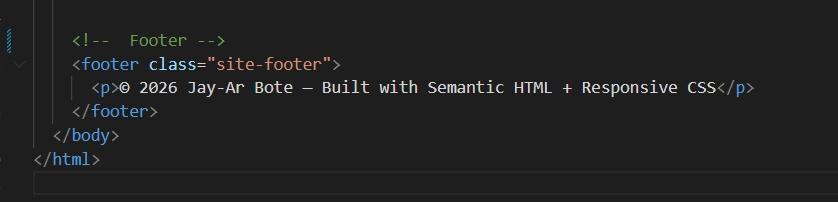 <!--  Footer -->
<footer class="site-footer">
<p>© 2026 Jay-Ar Bote — Built with Semantic HTML + Responsive CSS</p>
</footer>
</body>
</html>